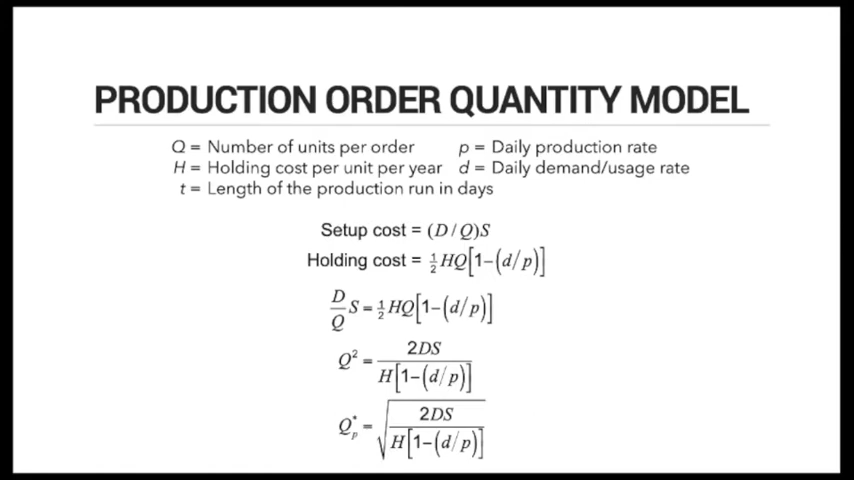 PRODUCTION ORDER QUANTITY MODEL
Q = Number of units per order p = Daily production rate
H = Holding cost per unit per year d = Daily demand/usage rate
t = Length of the production run in days
Setup cost = (D/Q)S
Holding cost = ½HQ[1−(d/p)]
D/Q S = ½HQ[1−(d/p)]
Q² = 2DS / H[1−(d/p)]
Q*p = √(2DS / H[1−(d/p)])